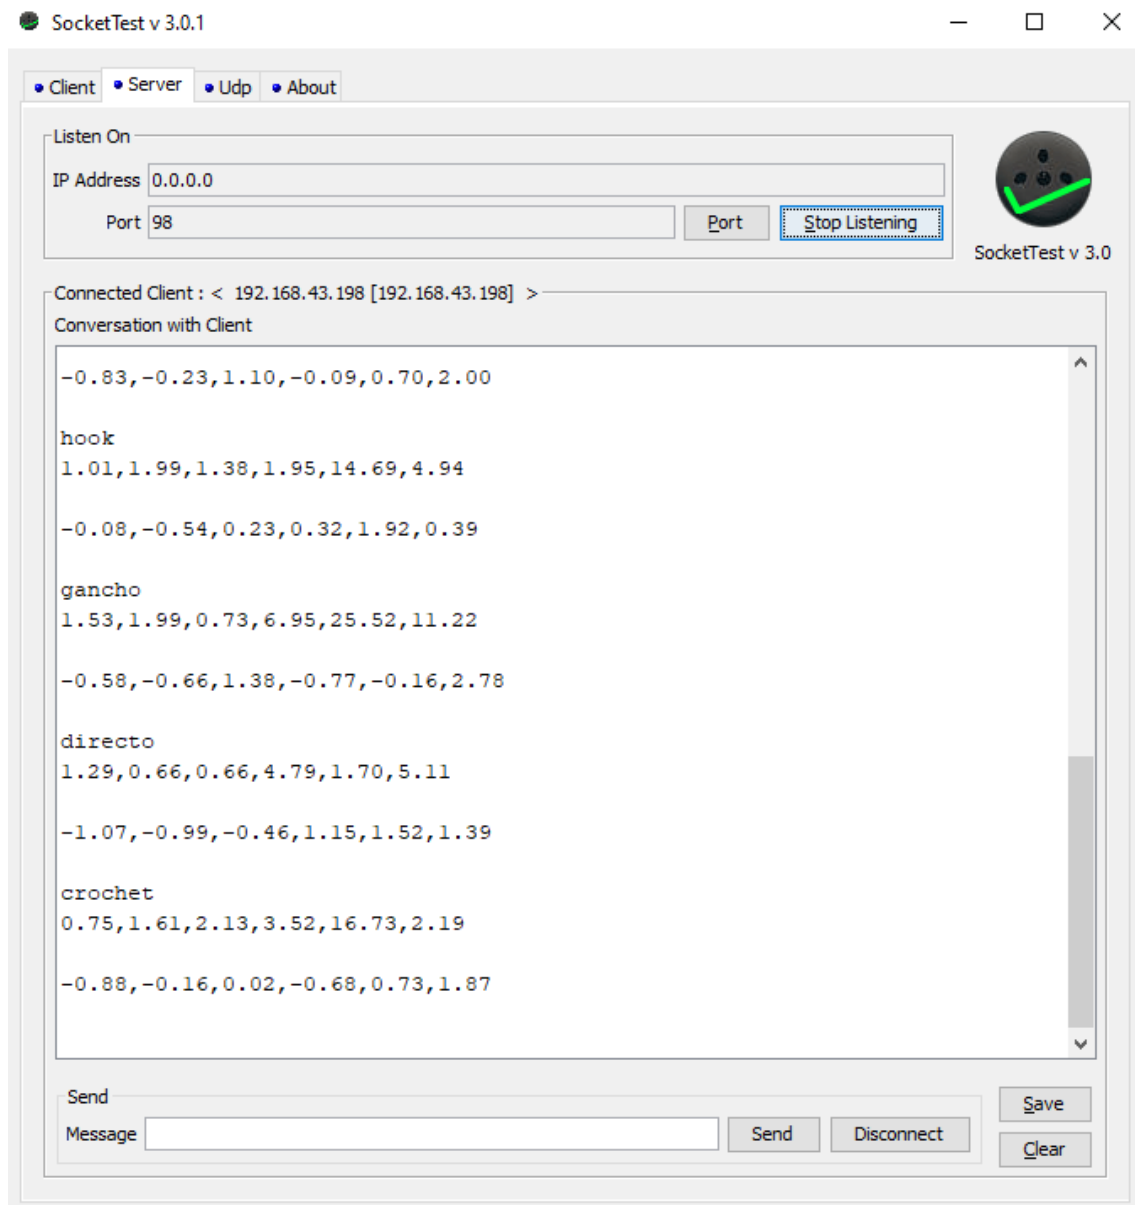 SocketTest v 3.0.1
Client
Server
Udp
About
Listen On
IP Address 0.0.0.0
Port 98
Port
Stop Listening
SocketTest v 3.0
Connected Client : < 192.168.43.198 [192.168.43.198] >
Conversation with Client
-0.83,-0.23,1.10,-0.09,0.70,2.00
hook
1.01,1.99,1.38,1.95,14.69,4.94
-0.08,-0.54,0.23,0.32,1.92,0.39
gancho
1.53,1.99,0.73,6.95,25.52,11.22
-0.58,-0.66,1.38,-0.77,-0.16,2.78
directo
1.29,0.66,0.66,4.79,1.70,5.11
-1.07,-0.99,-0.46,1.15,1.52,1.39
crochet
0.75,1.61,2.13,3.52,16.73,2.19
-0.88,-0.16,0.02,-0.68,0.73,1.87
Send
Message
Send
Disconnect
Save
Clear